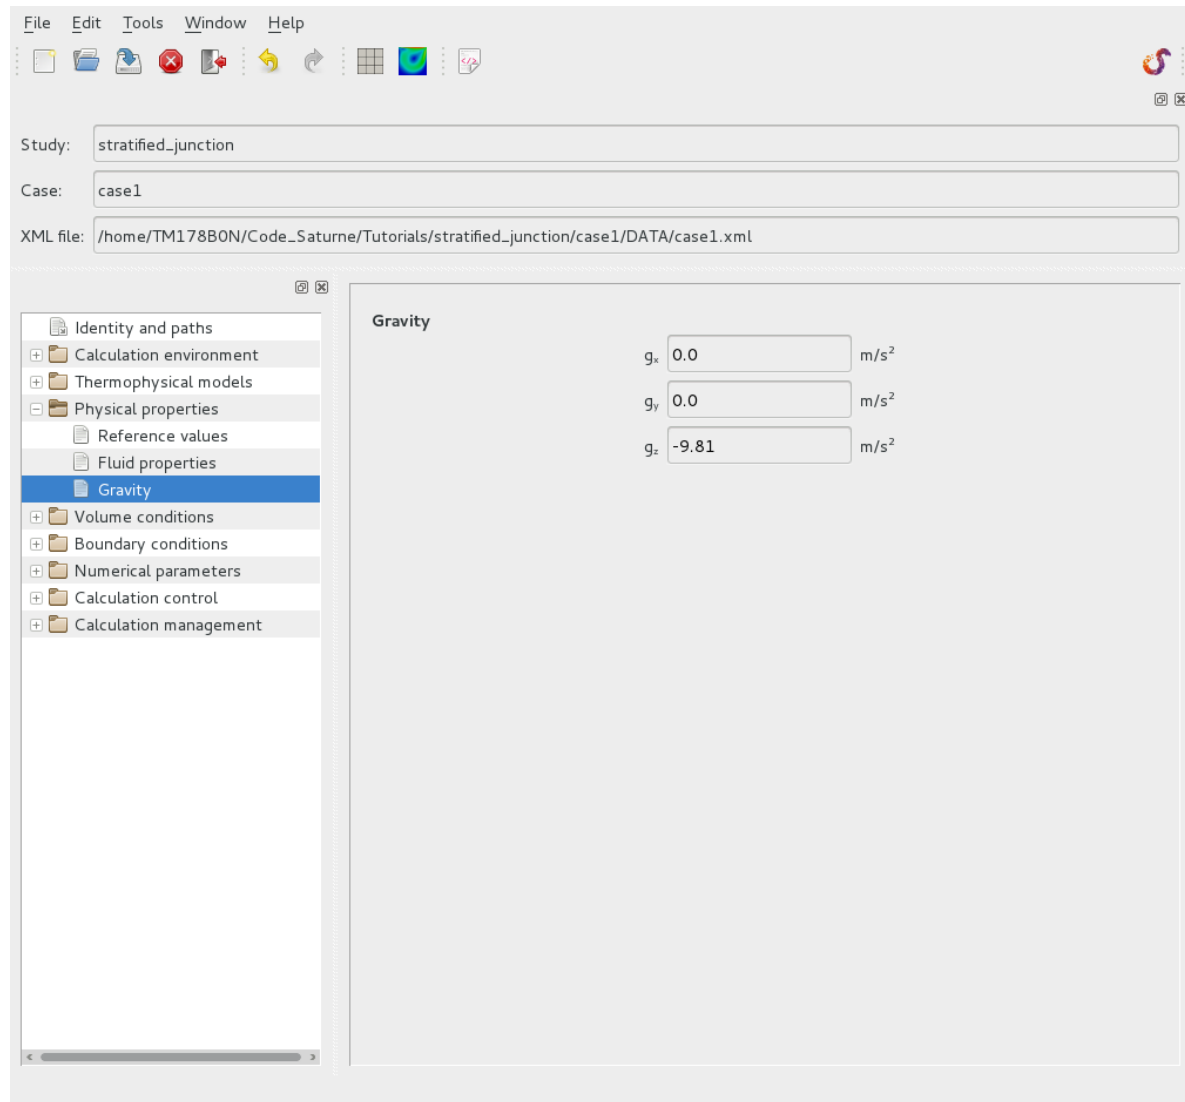 File Edit Tools Window Help
Study: stratified_junction
Case: case1
XML file: /home/TM178B0N/Code_Saturne/Tutorials/stratified_junction/case1/DATA/case1.xml
Identity and paths
Calculation environment
Thermophysical models
Physical properties
Reference values
Fluid properties
Gravity
Volume conditions
Boundary conditions
Numerical parameters
Calculation control
Calculation management
Gravity
gₓ 0.0 m/s²
gᵧ 0.0 m/s²
g_z -9.81 m/s²